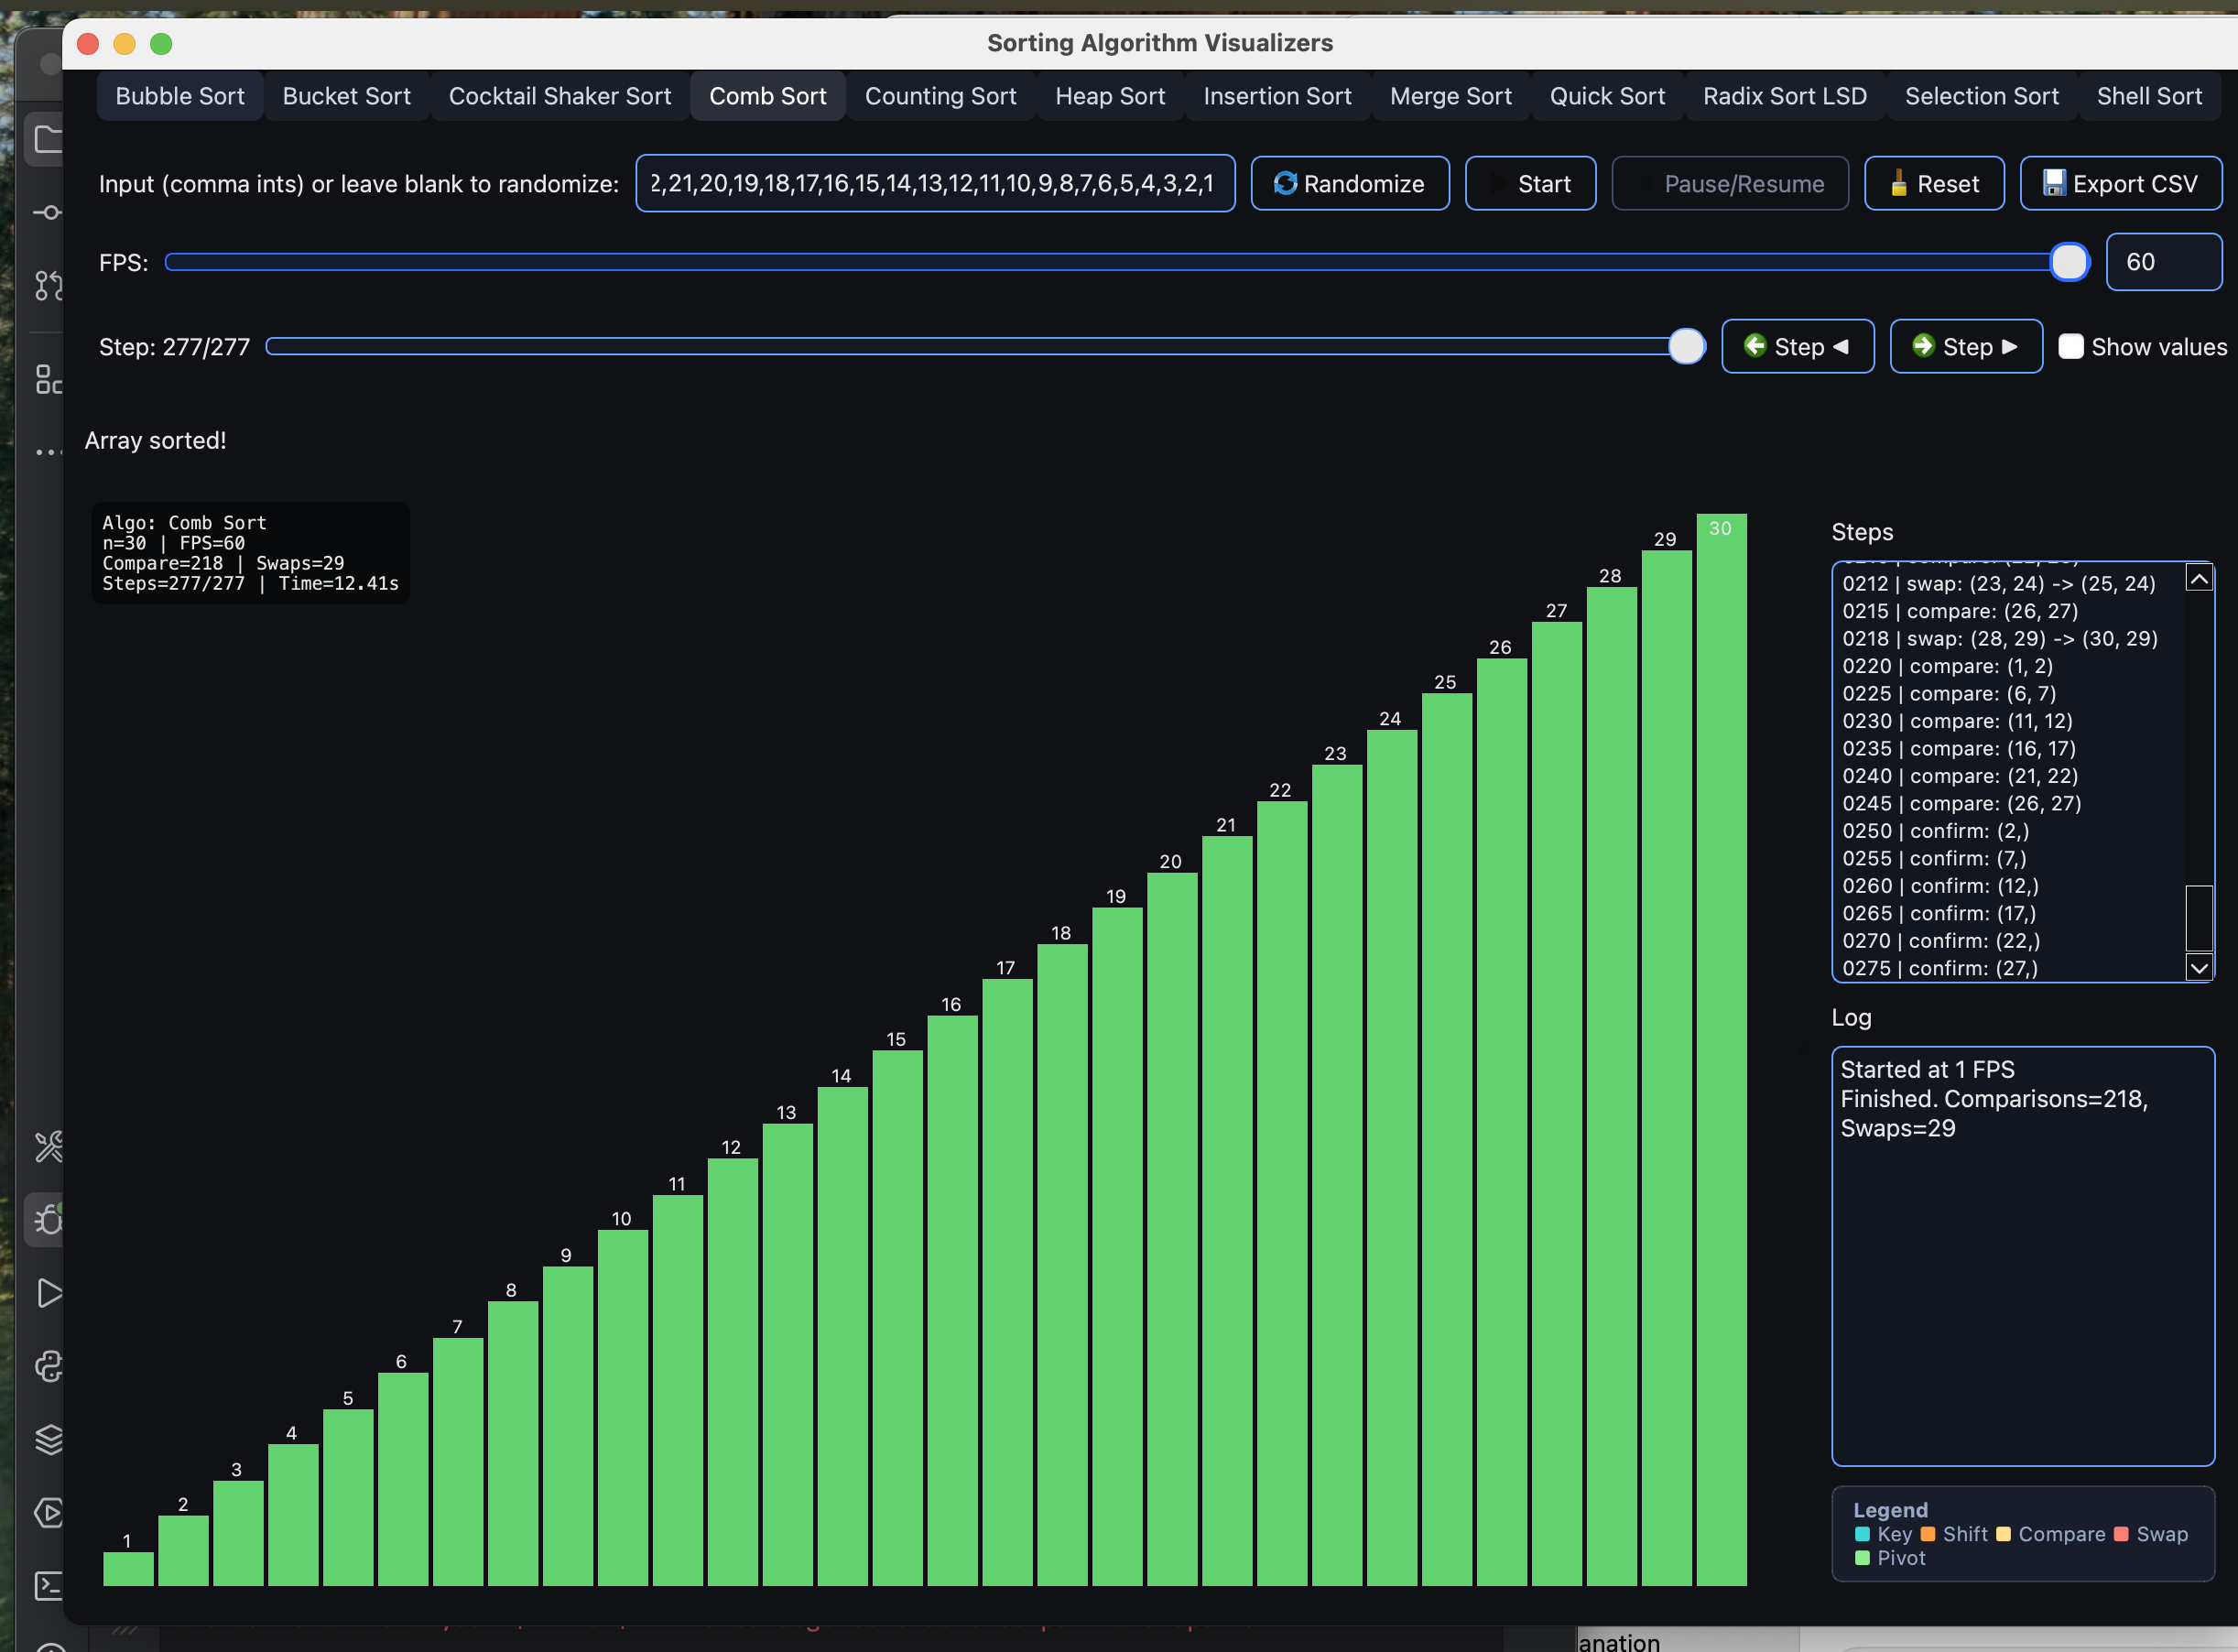 Sorting Algorithm Visualizers
Bubble Sort Bucket Sort Cocktail Shaker Sort Comb Sort Counting Sort Heap Sort Insertion Sort Merge Sort Quick Sort Radix Sort LSD Selection Sort Shell Sort
Input (comma ints) or leave blank to randomize: 2,21,20,19,18,17,16,15,14,13,12,11,10,9,8,7,6,5,4,3,2,1 Randomize Start Pause/Resume Reset Export CSV
FPS: 60
Step: 277/277 Step ◀ Step ▶ Show values
Array sorted!
Algo: Comb Sort
n=30 | FPS=60
Compare=218 | Swaps=29
Steps=277/277 | Time=12.41s
1 2 3 4 5 6 7 8 9 10 11 12 13 14 15 16 17 18 19 20 21 22 23 24 25 26 27 28 29 30
Steps
0212 | swap: (23, 24) -> (25, 24)
0215 | compare: (26, 27)
0218 | swap: (28, 29) -> (30, 29)
0220 | compare: (1, 2)
0225 | compare: (6, 7)
0230 | compare: (11, 12)
0235 | compare: (16, 17)
0240 | compare: (21, 22)
0245 | compare: (26, 27)
0250 | confirm: (2,)
0255 | confirm: (7,)
0260 | confirm: (12,)
0265 | confirm: (17,)
0270 | confirm: (22,)
0275 | confirm: (27,)
Log
Started at 1 FPS
Finished. Comparisons=218,
Swaps=29
Legend
Key Shift Compare Swap
Pivot
anation